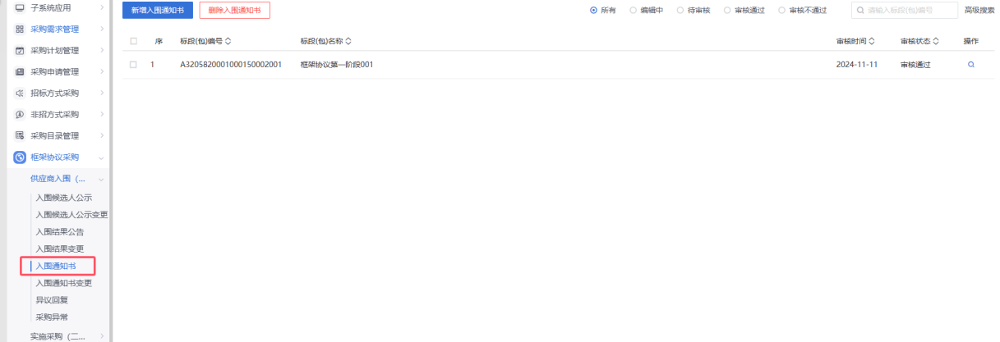 子系统应用
采购需求管理
采购计划管理
采购申请管理
招标方式采购
非招方式采购
采购目录管理
框架协议采购
供应商入围（...
入围候选人公示
入围候选人公示变更
入围结果公告
入围结果变更
入围通知书
入围通知书变更
异议回复
采购异常
实施采购（二...
新增入围通知书 删除入围通知书 所有 编辑中 待审核 审核通过 审核不通过 请输入标段(包)编号 高级搜索
序 标段(包)编号 标段(包)名称 审核时间 审核状态 操作
1 A3205820001000150002001 框架协议第一阶段001 2024-11-11 审核通过